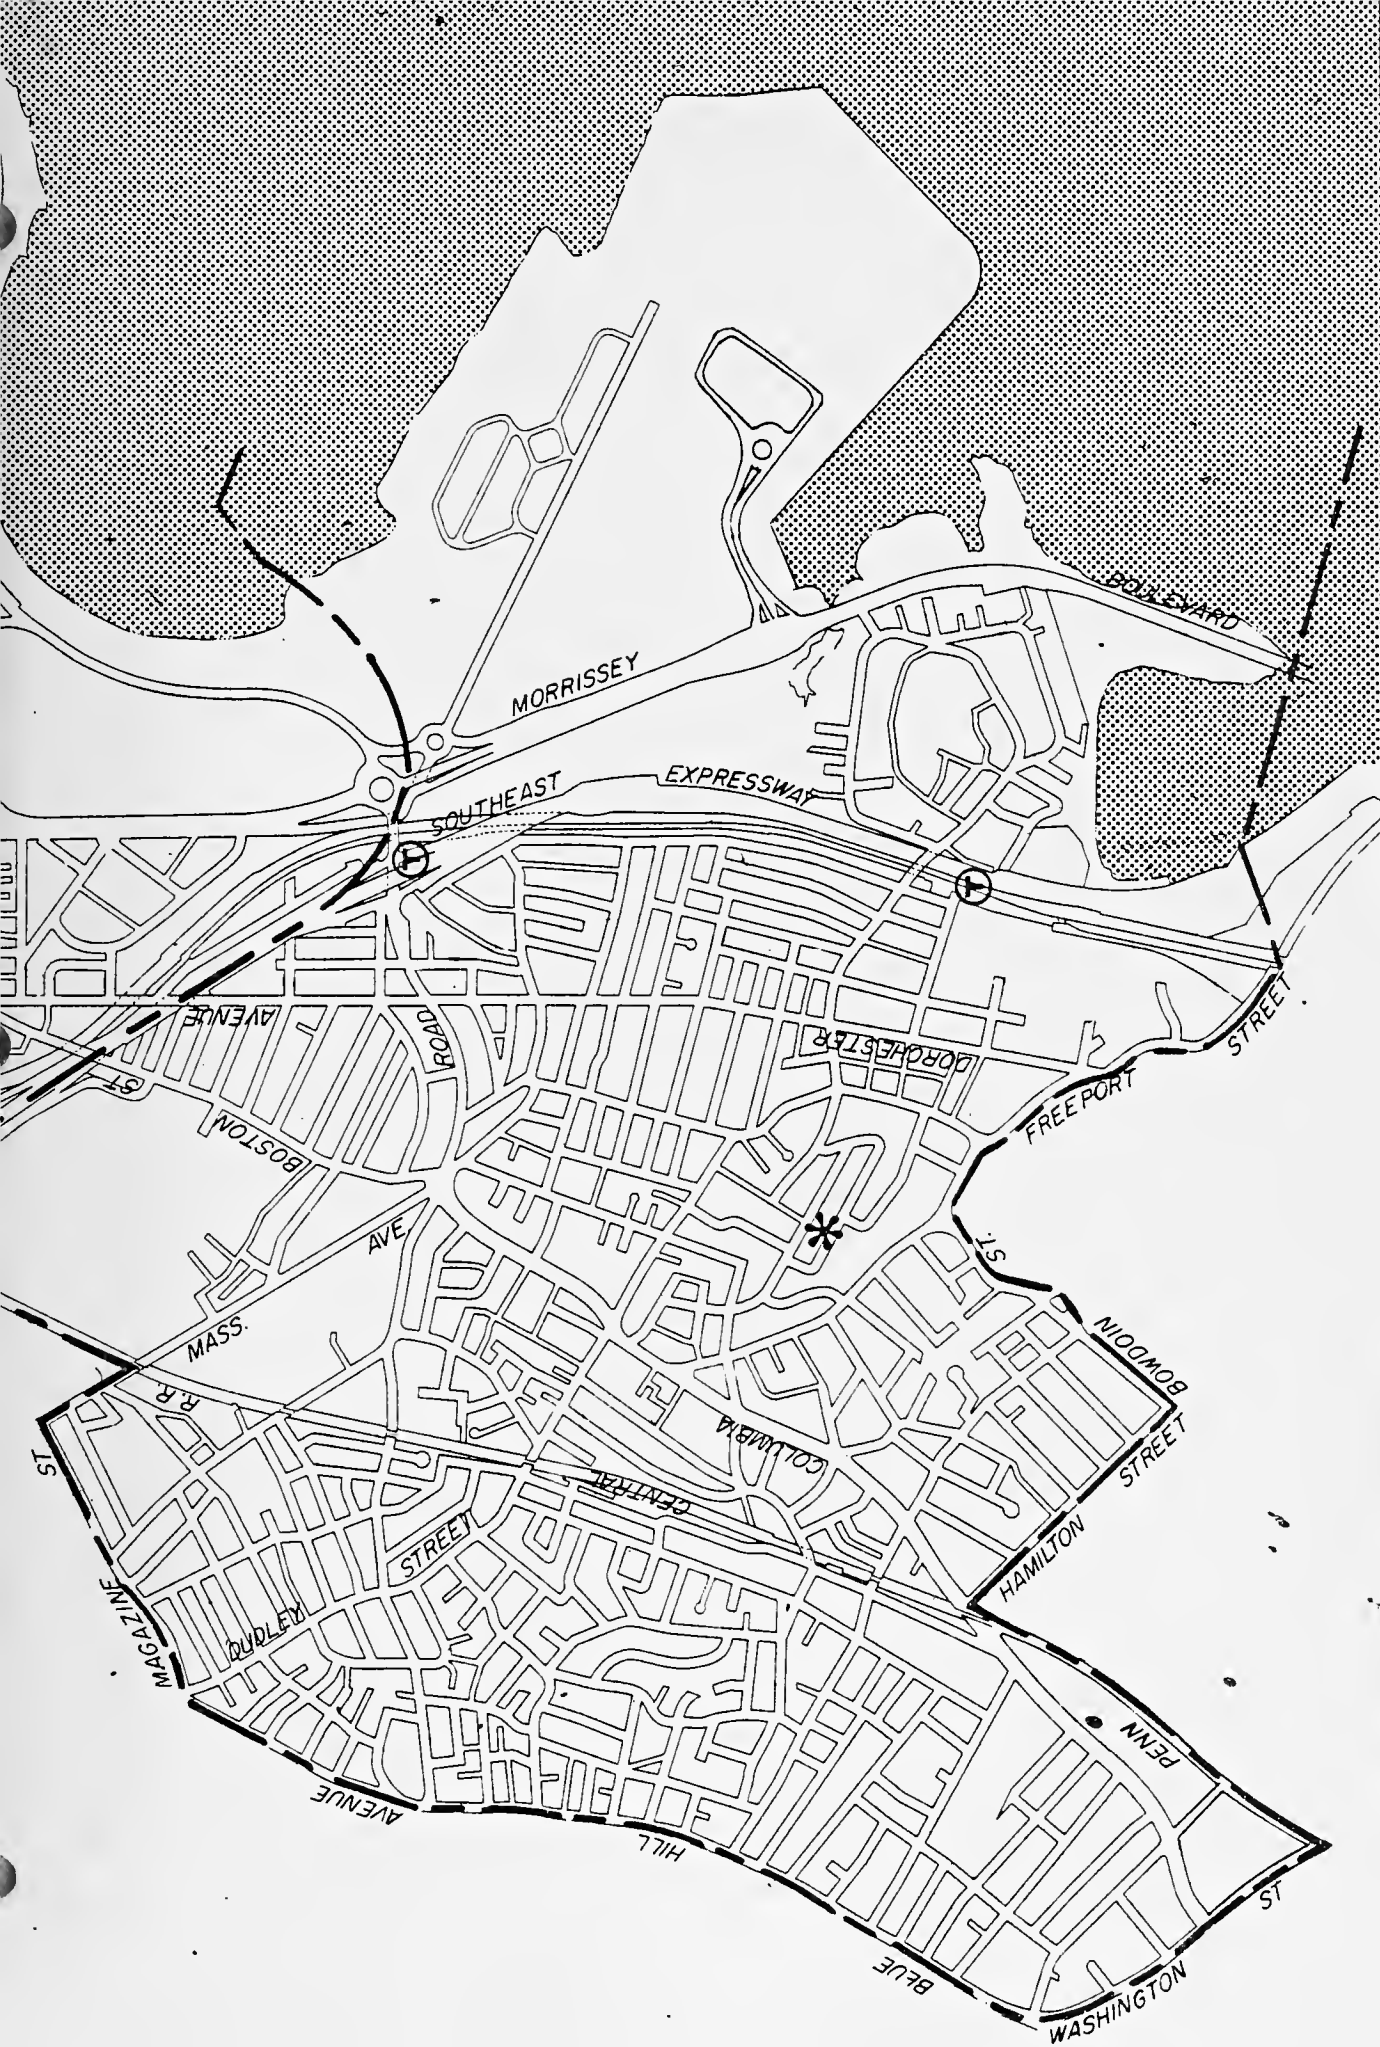 BOULEVARD
MORRISSEY
EXPRESSWAY
SOUTHEAST
T
T
AVENUE
ROAD
DORCHESTER
STREET
FREEPORT
ST
BOSTON
AVE.
ST.
MASS.
BOWDOIN
R.R
COLUMBIA
STREET
ST
CENTRAL
STREET
HAMILTON
MAGAZINE
DUDLEY
PENN
AVENUE
HILL
ST
BLUE
WASHINGTON